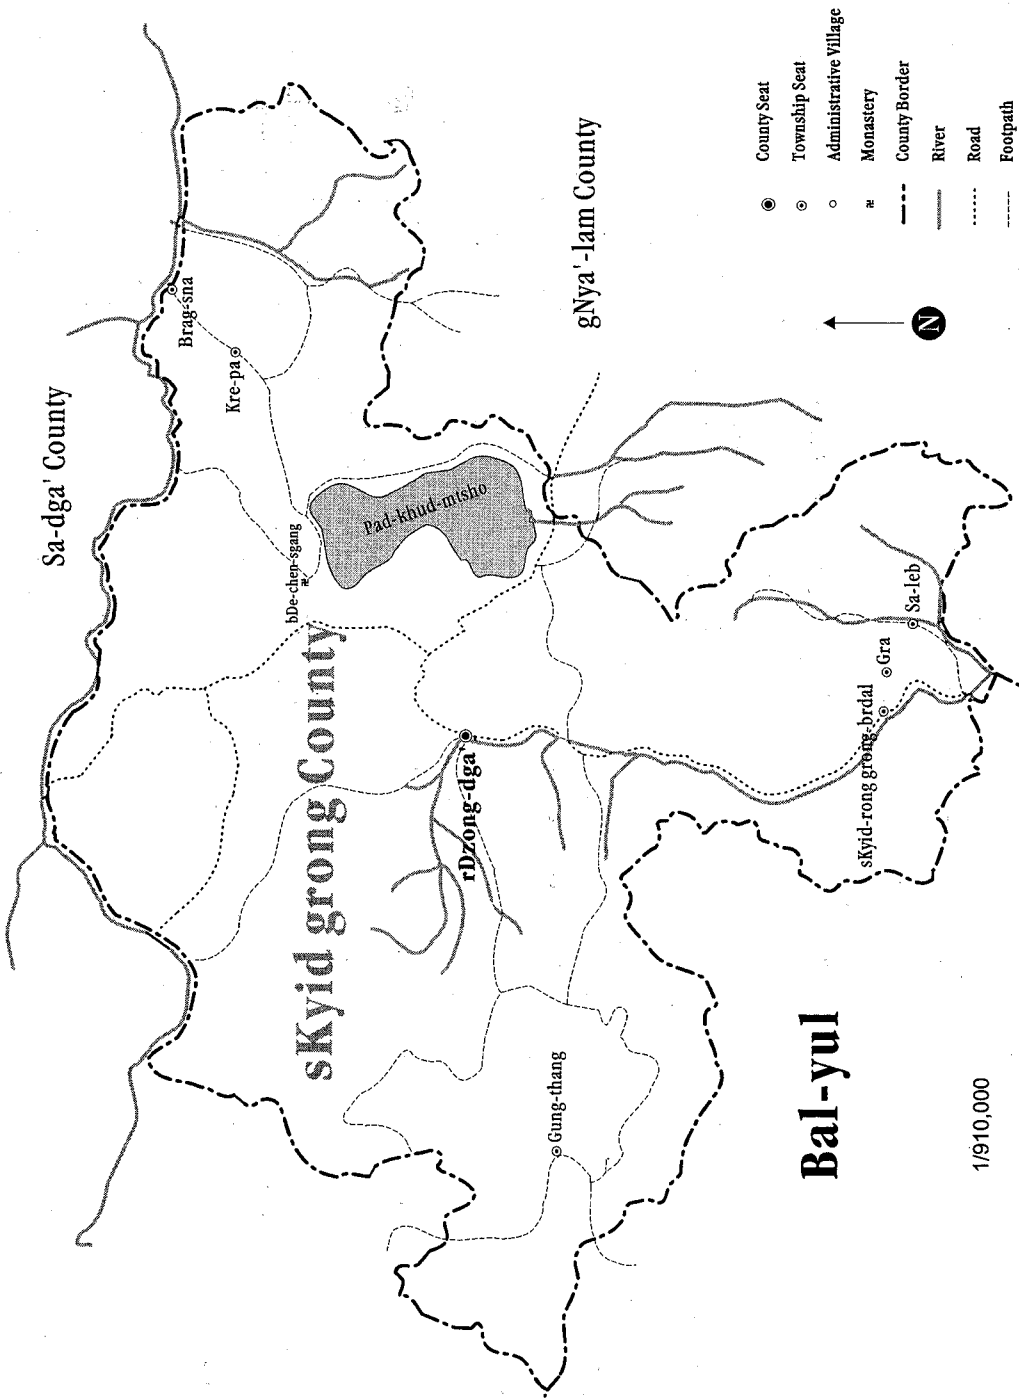 Sa-dga' County
Brag-sna
Kre-pa
bDe-chen-sgang
Pad-khud-mtsho
sKyid grong County
rDzong-dga'
gNya'-lam County
Gung-thang
Sa-leb
Gra
sKyid-rong grong-brdal
Bal-yul
1/910,000
N
County Seat
Township Seat
Administrative Village
Monastery
County Border
River
Road
Footpath